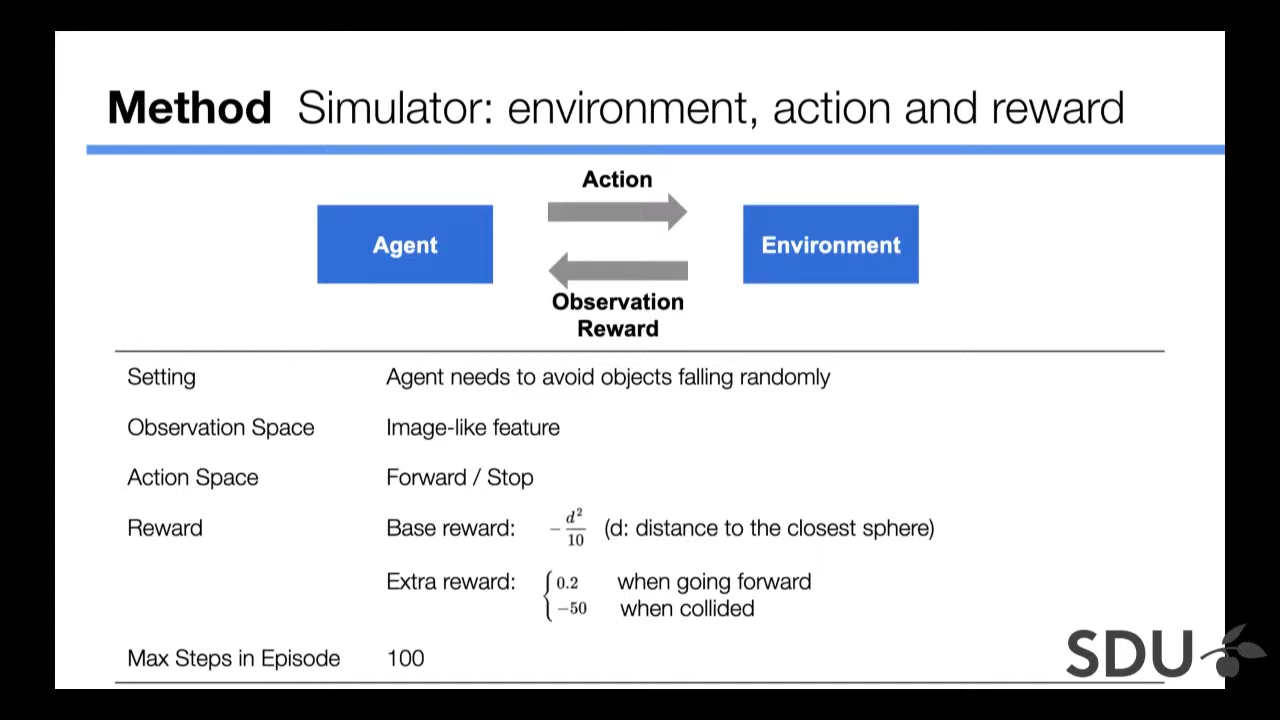 Method Simulator: environment, action and reward
Action
Agent
Environment
Observation
Reward
Setting Agent needs to avoid objects falling randomly
Observation Space Image-like feature
Action Space Forward / Stop
Reward Base reward: −d²/10 (d: distance to the closest sphere)
Extra reward: { 0.2 when going forward
−50 when collided
Max Steps in Episode 100
SDU